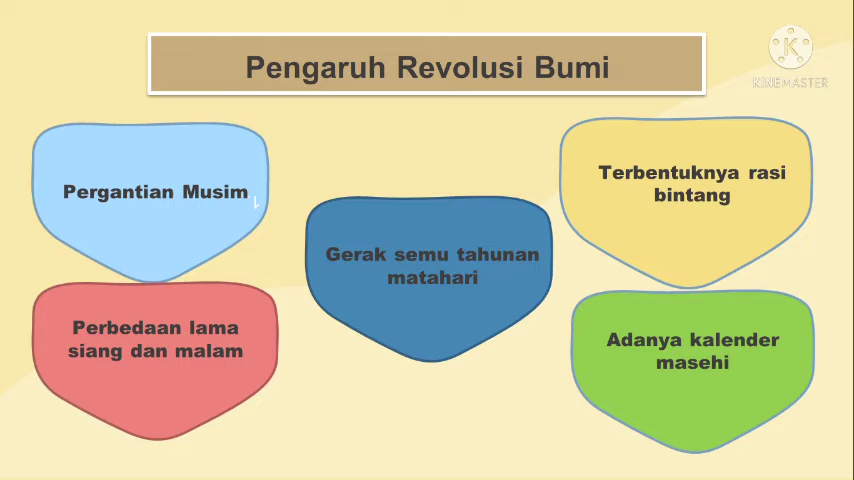 Pengaruh Revolusi Bumi
KINEMASTER
Pergantian Musim
Terbentuknya rasi
bintang
Gerak semu tahunan
matahari
Perbedaan lama
siang dan malam
Adanya kalender
masehi